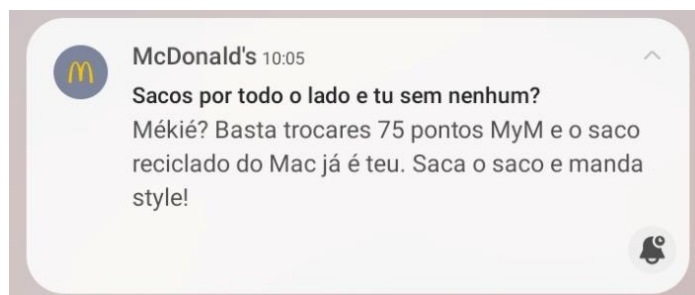 McDonald's 10:05
Sacos por todo o lado e tu sem nenhum?
Mékié? Basta trocares 75 pontos MyM e o saco
reciclado do Mac já é teu. Saca o saco e manda
style!